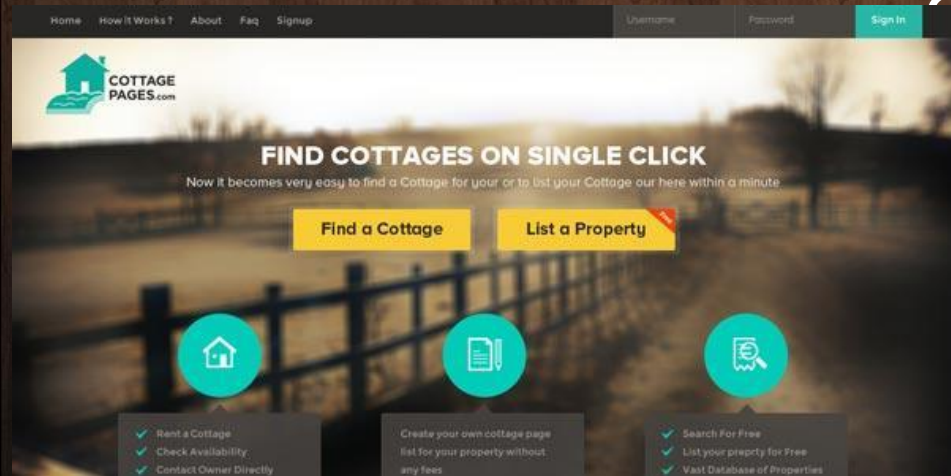 Home How it Works ? About Faq Signup Username Password Sign In
COTTAGE
PAGES.com
FIND COTTAGES ON SINGLE CLICK
Now it becomes very easy to find a Cottage for your or to list your Cottage our here within a minute
Find a Cottage List a Property Free
Rent a Cottage
Check Availability
Contact Owner Directly
Create your own cottage page
list for your property without
any fees
Search For Free
List your preprty for Free
Vast Database of Properties